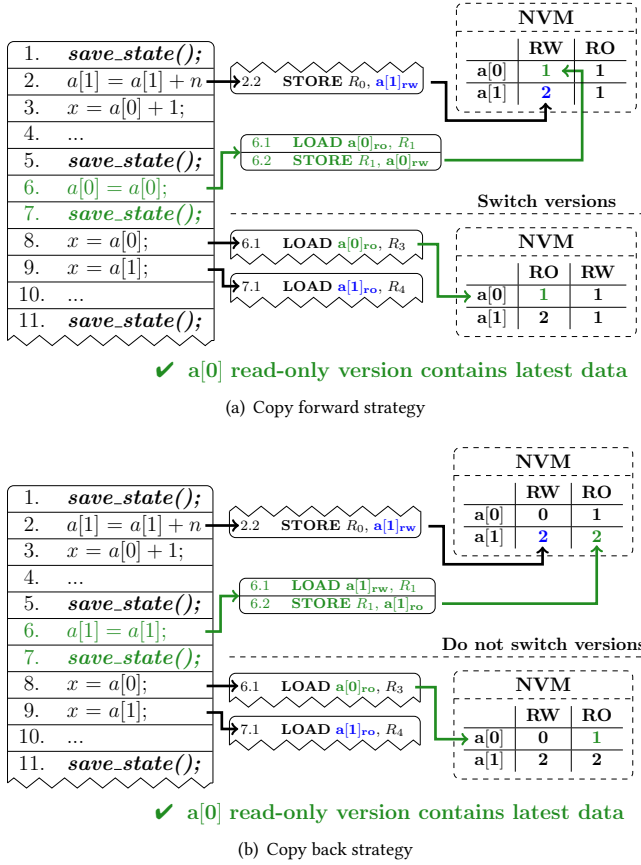 NVM
RW RO
a[0] 1 1
a[1] 2 1
1. save_state();
2. a[1] = a[1] + n
3. x = a[0] + 1;
4. ...
5. save_state();
6. a[0] = a[0];
7. save_state();
8. x = a[0];
9. x = a[1];
10. ...
11. save_state();
2.2 STORE R0, a[1]rw
6.1 LOAD a[0]ro, R1
6.2 STORE R1, a[0]rw
Switch versions
6.1 LOAD a[0]ro, R3
7.1 LOAD a[1]ro, R4
NVM
RO RW
a[0] 1 1
a[1] 2 1
✔ a[0] read-only version contains latest data
(a) Copy forward strategy
NVM
RW RO
a[0] 0 1
a[1] 2 2
1. save_state();
2. a[1] = a[1] + n
3. x = a[0] + 1;
4. ...
5. save_state();
6. a[1] = a[1];
7. save_state();
8. x = a[0];
9. x = a[1];
10. ...
11. save_state();
2.2 STORE R0, a[1]rw
6.1 LOAD a[1]rw, R1
6.2 STORE R1, a[1]ro
Do not switch versions
6.1 LOAD a[0]ro, R3
7.1 LOAD a[1]ro, R4
NVM
RW RO
a[0] 0 1
a[1] 2 2
✔ a[0] read-only version contains latest data
(b) Copy back strategy